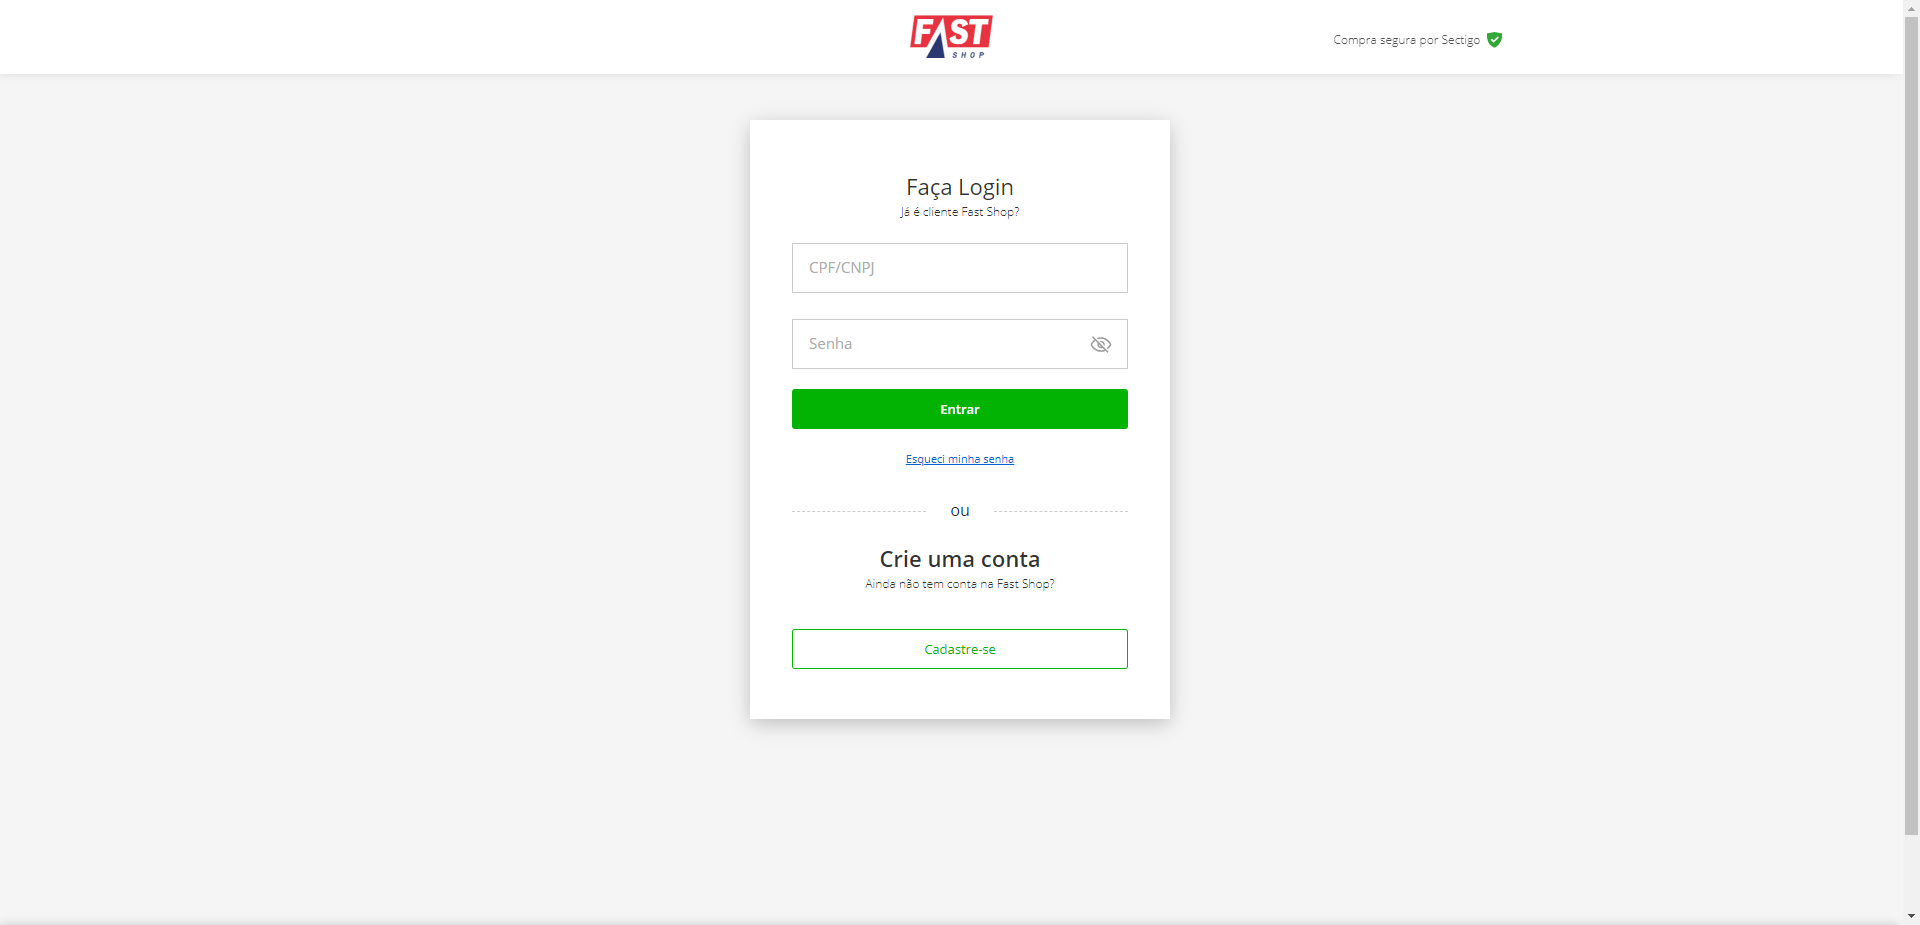 FAST
SHOP
Compra segura por Sectigo
Faça Login
Já é cliente Fast Shop?
CPF/CNPJ
Senha
Entrar
Esqueci minha senha
ou
Crie uma conta
Ainda não tem conta na Fast Shop?
Cadastre-se